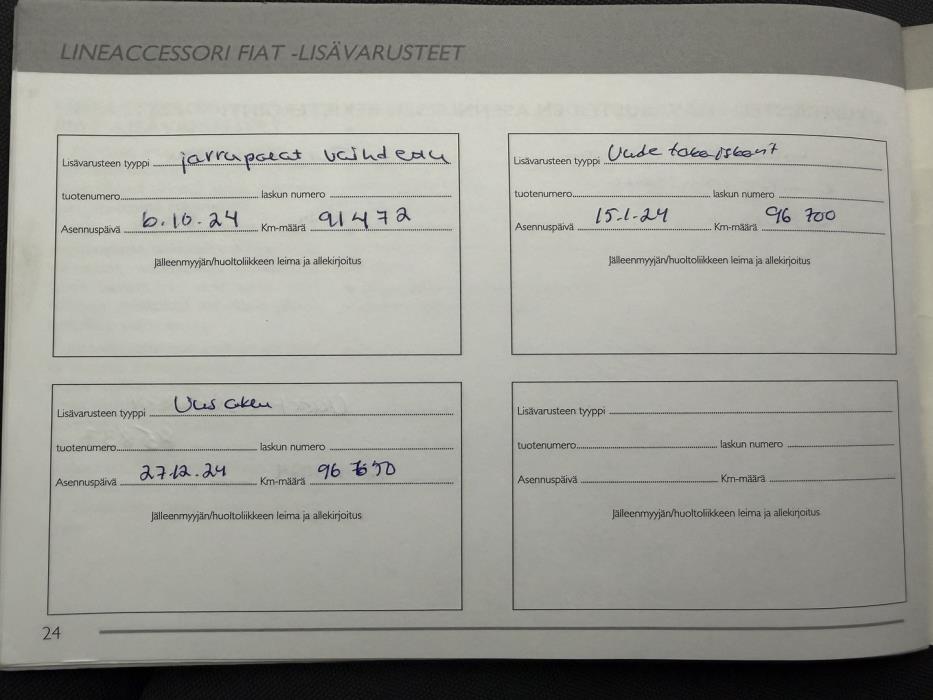 LINEACCESSORI FIAT -LISÄVARUSTEET
Lisävarusteen tyyppi jarrupalat vaihdettu
tuotenumero laskun numero
Asennuspäivä 6.10.24 Km-määrä 91472
Jälleenmyyjän/huoltoliikkeen leima ja allekirjoitus
Lisävarusteen tyyppi Uude takaiskarit
tuotenumero laskun numero
Asennuspäivä 15.1.24 Km-määrä 96 700
Jälleenmyyjän/huoltoliikkeen leima ja allekirjoitus
Lisävarusteen tyyppi Uus akku
tuotenumero laskun numero
Asennuspäivä 27.12.24 Km-määrä 96
Jälleenmyyjän/huoltoliikkeen leima ja allekirjoitus
Lisävarusteen tyyppi
tuotenumero laskun numero
Asennuspäivä Km-määrä
Jälleenmyyjän/huoltoliikkeen leima ja allekirjoitus
24